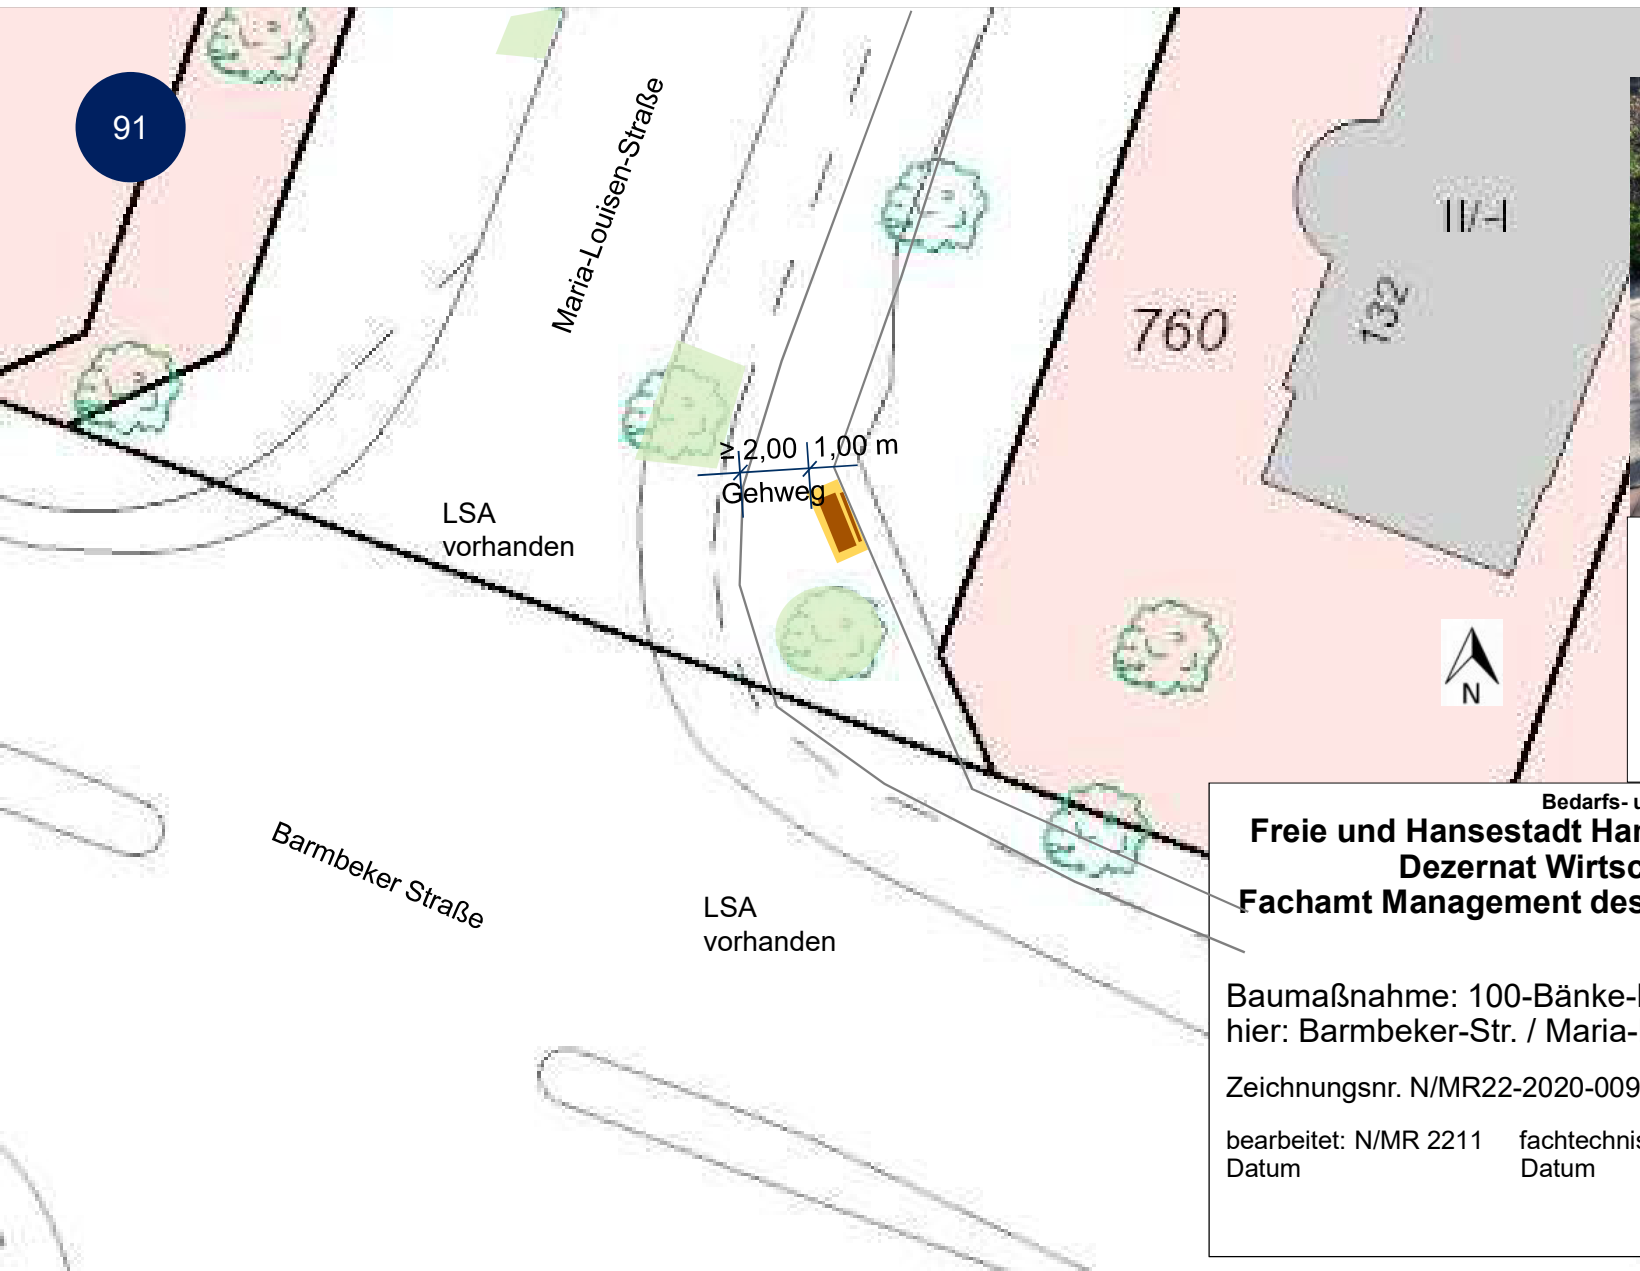 91
Maria-Louisen-Straße
II/-I
132
760
≥ 2,00 1,00 m
Gehweg
LSA
vorhanden
N
Barmbeker Straße
LSA
vorhanden
Bedarfs-
Freie und Hansestadt Ha
Dezernat Wirtsc
Fachamt Management des
Baumaßnahme: 100-Bänke-
hier: Barmbeker-Str. / Maria-
Zeichnungsnr. N/MR22-2020-009
bearbeitet: N/MR 2211 fachtechnis
Datum Datum